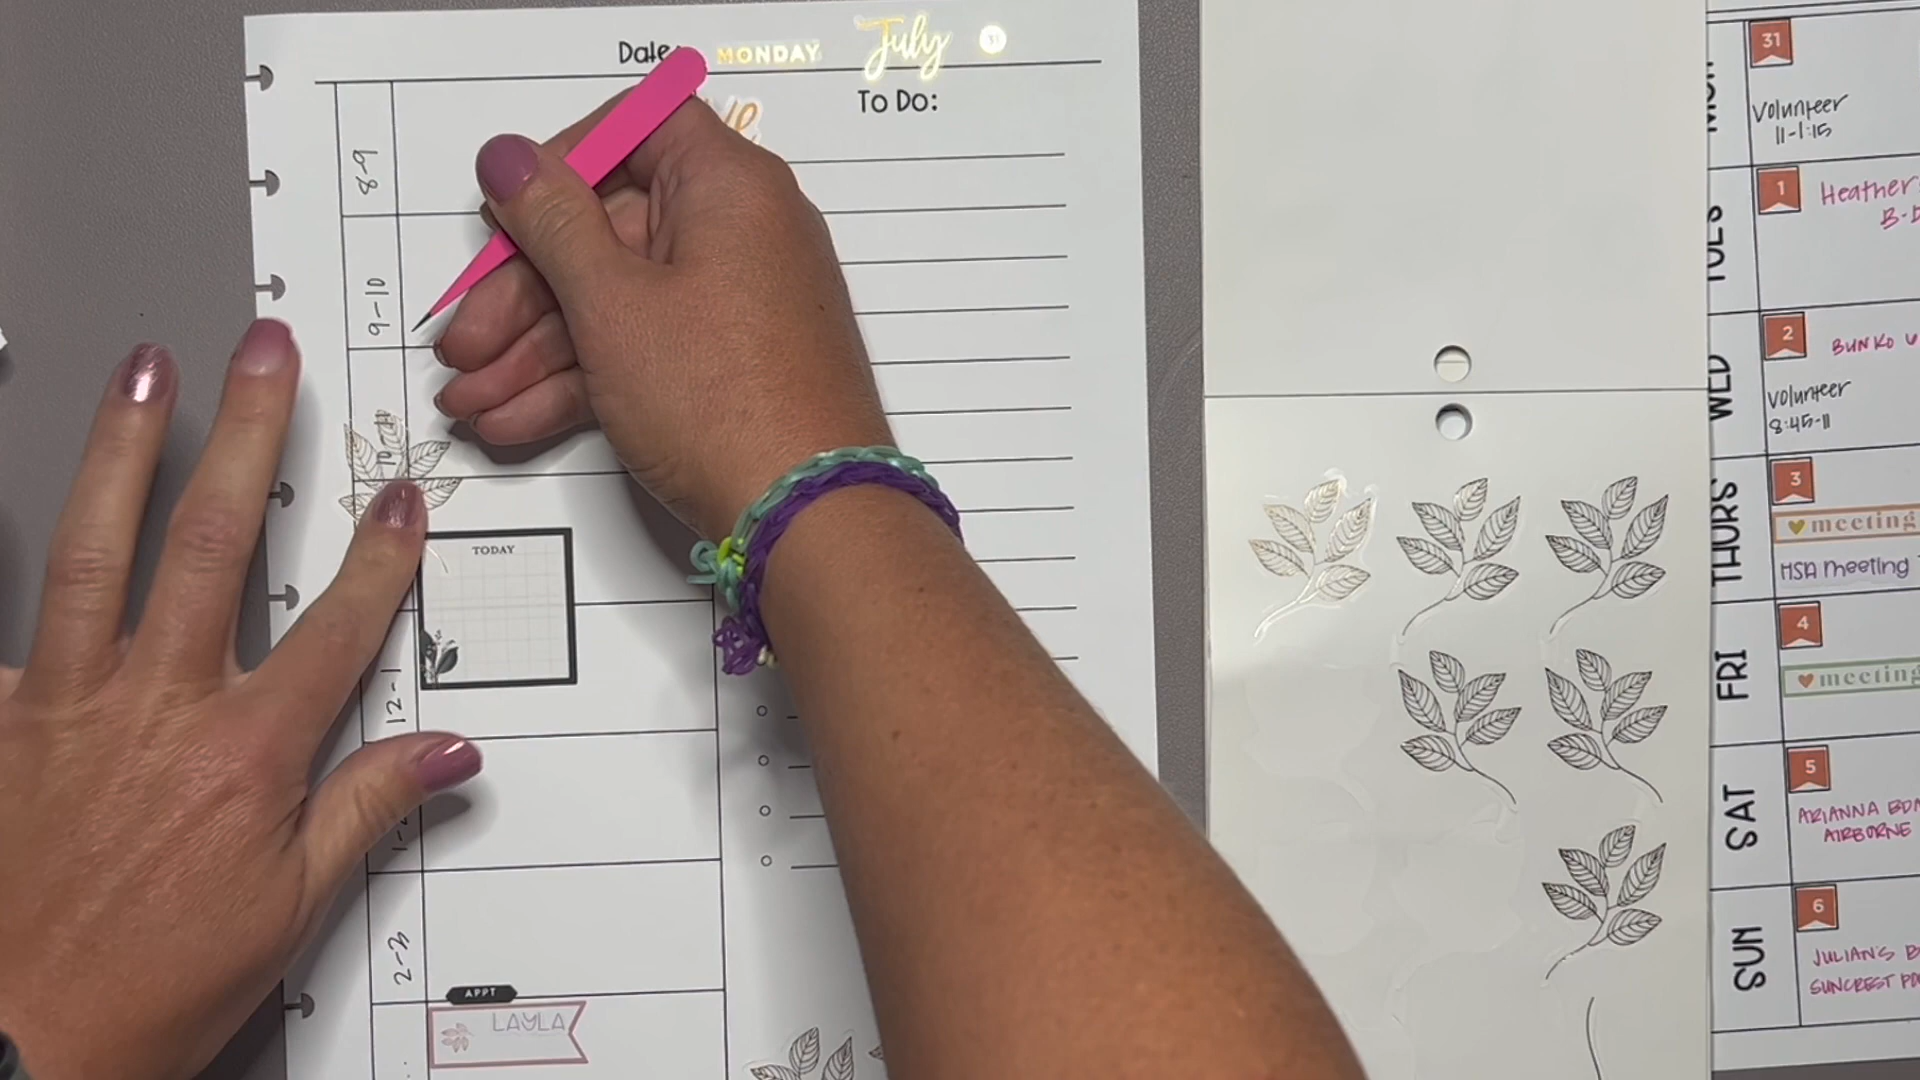 Date:
MONDAY
July
31
To Do:
8-9
9-10
TODAY
12-1
2-3
APPT
LAYLA
MON
31
Volunteer
11-1:15
TUES
1
Heather
WED
2
BUNKO
Volunteer
8:45-11
THURS
3
meeting
MSA meeting
FRI
4
meeting
SAT
5
ARIANNA
AIRBORNE
SUN
6
JULIAN'S
SUNCREST